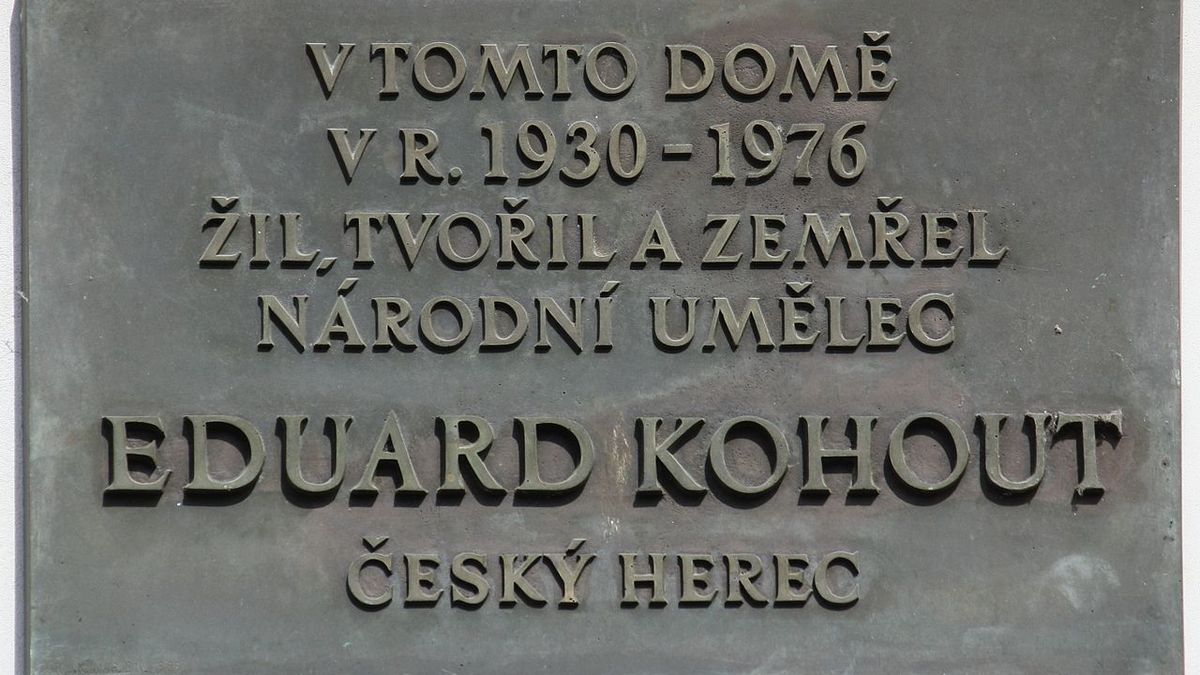 V TOMTO DOMĚ
V R. 1930 – 1976
ŽIL, TVOŘIL A ZEMŘEL
NÁRODNÍ UMĚLEC
EDUARD KOHOUT
ČESKÝ HEREC